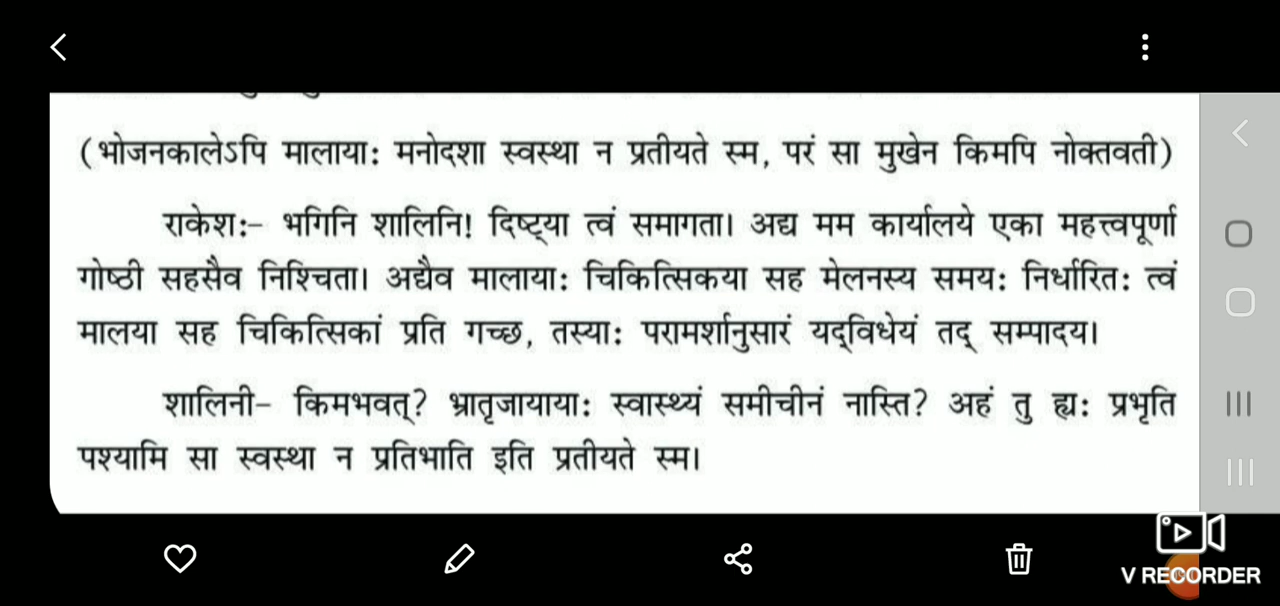 (भोजनकालेऽपि मालाया: मनोदशा स्वस्था न प्रतीयते स्म, परं सा मुखेन किमपि नोक्तवती)
राकेश:– भगिनि शालिनि! दिष्ट्या त्वं समागता। अद्य मम कार्यालये एका महत्त्वपूर्णा
गोष्ठी सहसैव निश्चिता। अद्यैव मालाया: चिकित्सिकया सह मेलनस्य समय: निर्धारित: त्वं
मालया सह चिकित्सिकां प्रति गच्छ, तस्या: परामर्शानुसारं यद्विधेयं तद् सम्पादय।
शालिनी– किमभवत्? भ्रातृजायाया: स्वास्थ्यं समीचीनं नास्ति? अहं तु ह्य: प्रभृति
पश्यामि सा स्वस्था न प्रतिभाति इति प्रतीयते स्म।
V RECORDER